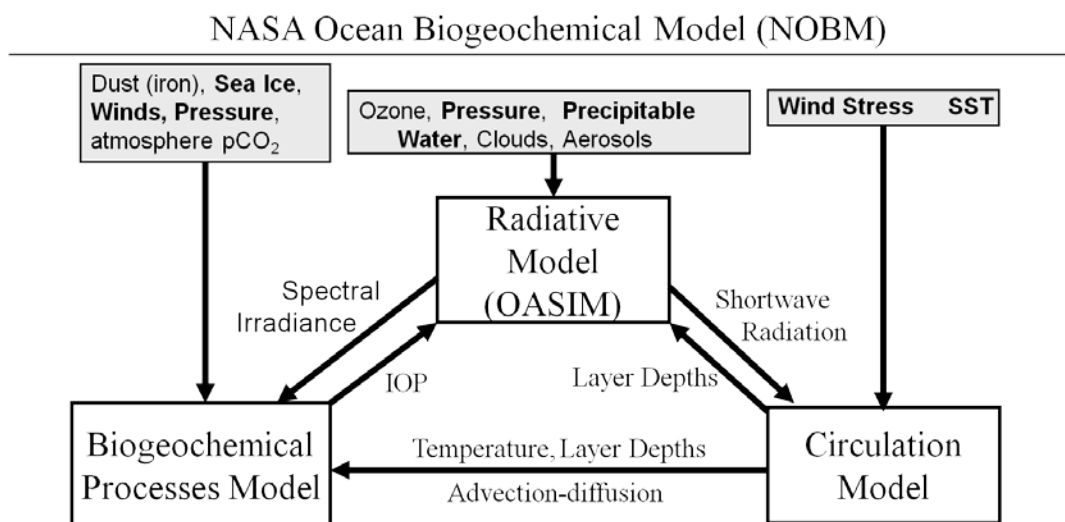 NASA Ocean Biogeochemical Model (NOBM)
Dust (iron), Sea Ice,
Winds, Pressure,
atmosphere pCO₂
Ozone, Pressure, Precipitable
Water, Clouds, Aerosols
Wind Stress SST
Radiative
Model
(OASIM)
Spectral
Irradiance
IOP
Shortwave
Radiation
Layer Depths
Biogeochemical
Processes Model
Temperature, Layer Depths
Advection-diffusion
Circulation
Model